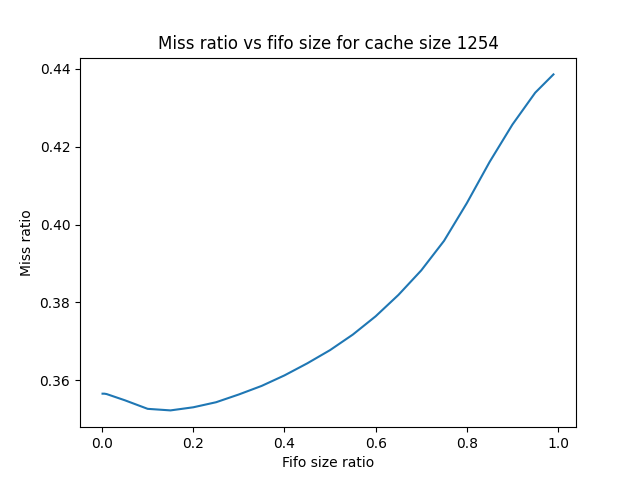 Miss ratio vs fifo size for cache size 1254
0.44
0.42
0.40
0.38
0.36
Miss ratio
0.0 0.2 0.4 0.6 0.8 1.0
Fifo size ratio